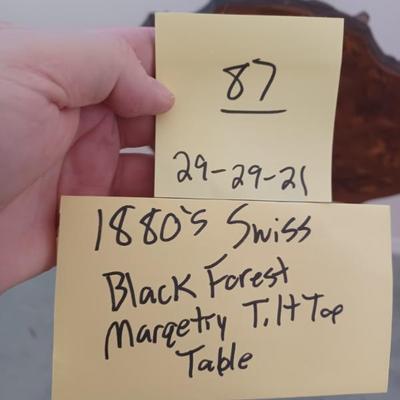 87
29-29-21
1880's Swiss
Black Forest
Marqetry Tilt Top
Table